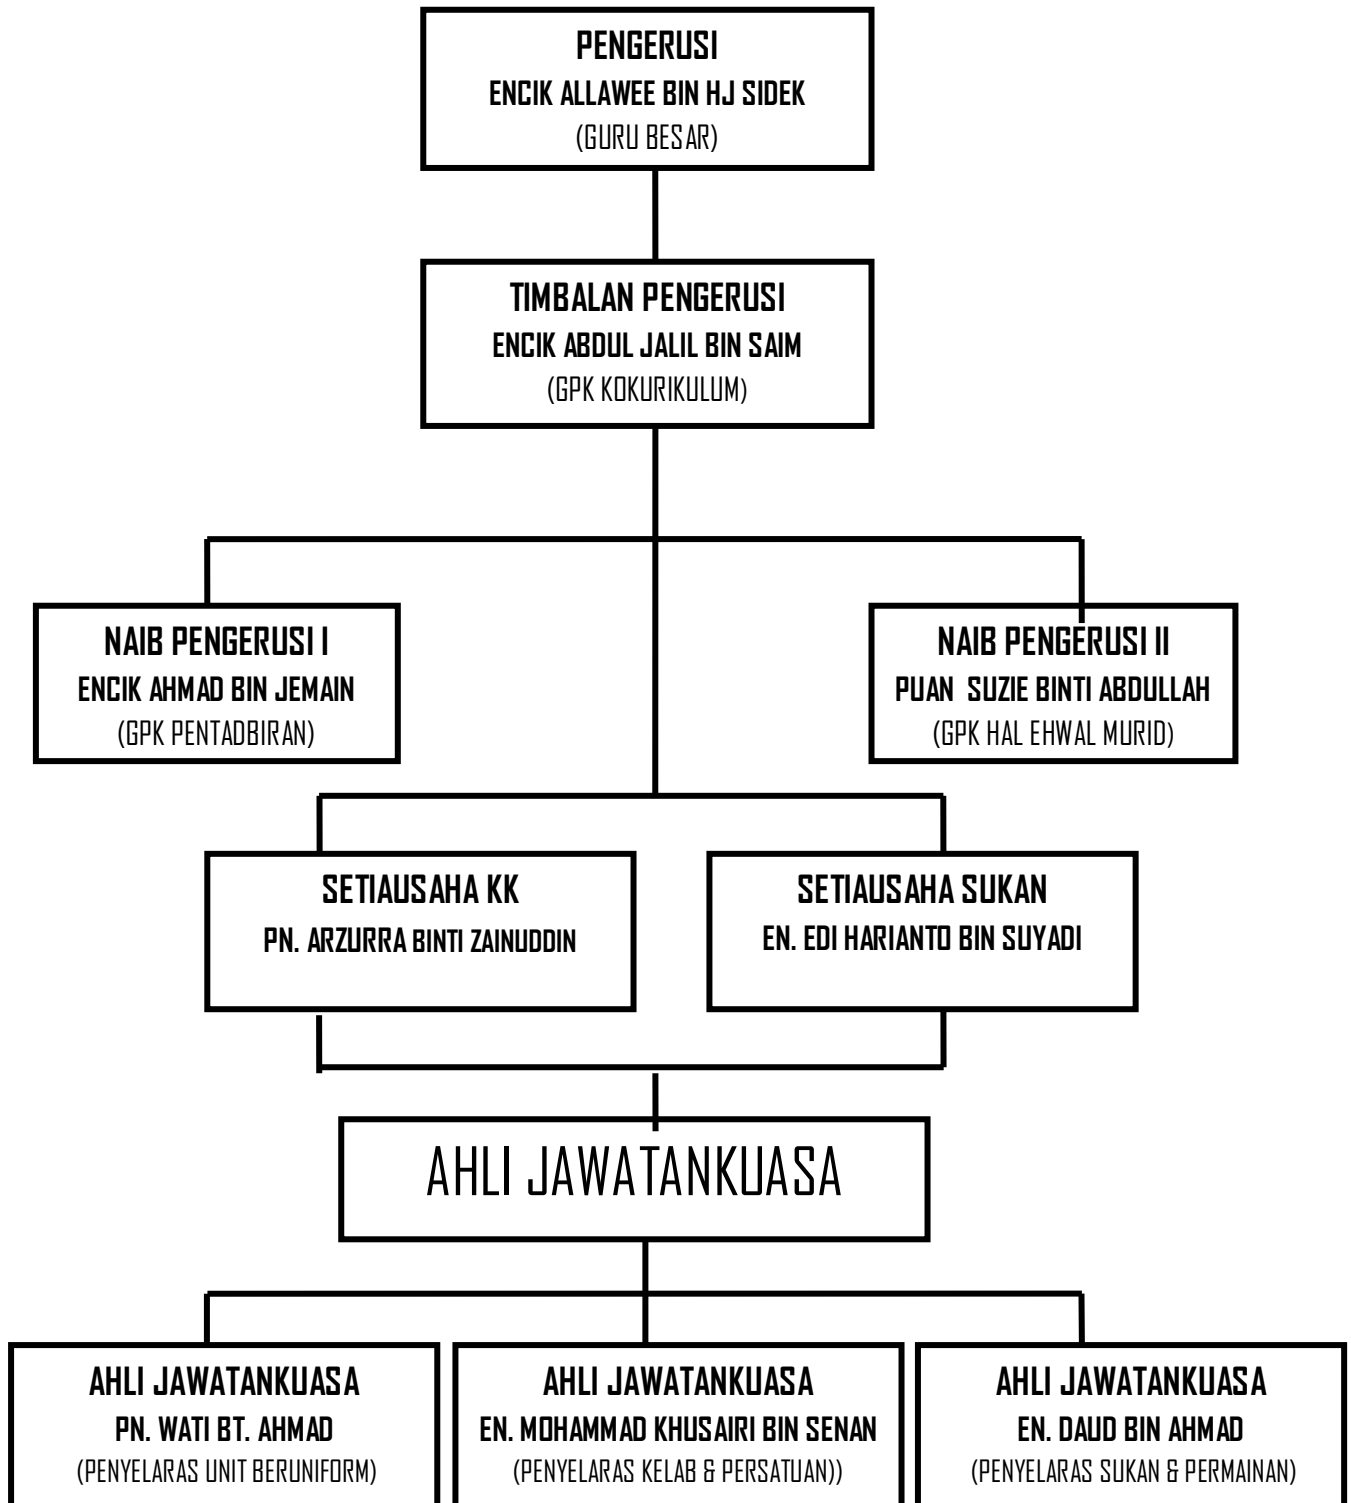 PENGERUSI
ENCIK ALLAWEE BIN HJ SIDEK
(GURU BESAR)
TIMBALAN PENGERUSI
ENCIK ABDUL JALIL BIN SAIM
(GPK KOKURIKULUM)
NAIB PENGERUSI I
ENCIK AHMAD BIN JEMAIN
(GPK PENTADBIRAN)
NAIB PENGERUSI II
PUAN  SUZIE BINTI ABDULLAH
(GPK HAL EHWAL MURID)
SETIAUSAHA KK
PN. ARZURRA BINTI ZAINUDDIN
SETIAUSAHA SUKAN
EN. EDI HARIANTO BIN SUYADI
AHLI JAWATANKUASA
AHLI JAWATANKUASA
PN. WATI BT. AHMAD
(PENYELARAS UNIT BERUNIFORM)
AHLI JAWATANKUASA
EN. MOHAMMAD KHUSAIRI BIN SENAN
(PENYELARAS KELAB & PERSATUAN))
AHLI JAWATANKUASA
EN. DAUD BIN AHMAD
(PENYELARAS SUKAN & PERMAINAN)